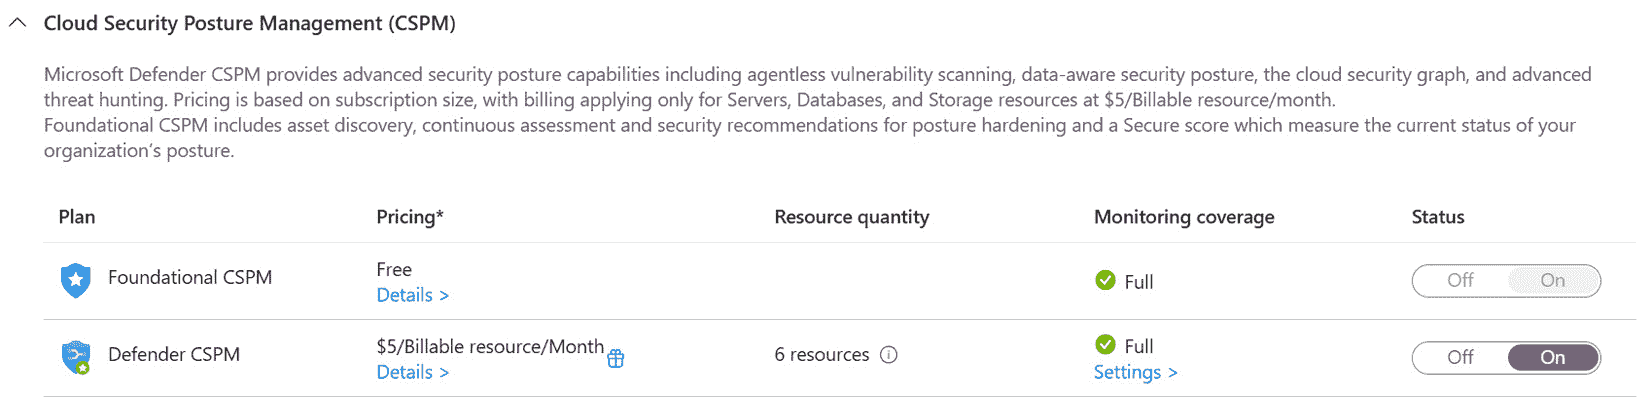 Cloud Security Posture Management (CSPM)
Microsoft Defender CSPM provides advanced security posture capabilities including agentless vulnerability scanning, data-aware security posture, the cloud security graph, and advanced
threat hunting. Pricing is based on subscription size, with billing applying only for Servers, Databases, and Storage resources at $5/Billable resource/month.
Foundational CSPM includes asset discovery, continuous assessment and security recommendations for posture hardening and a Secure score which measure the current status of your
organization's posture.
Plan Pricing* Resource quantity Monitoring coverage Status
Foundational CSPM Free Full Off On
Details >
Defender CSPM $5/Billable resource/Month 6 resources Full Off On
Details > Settings >